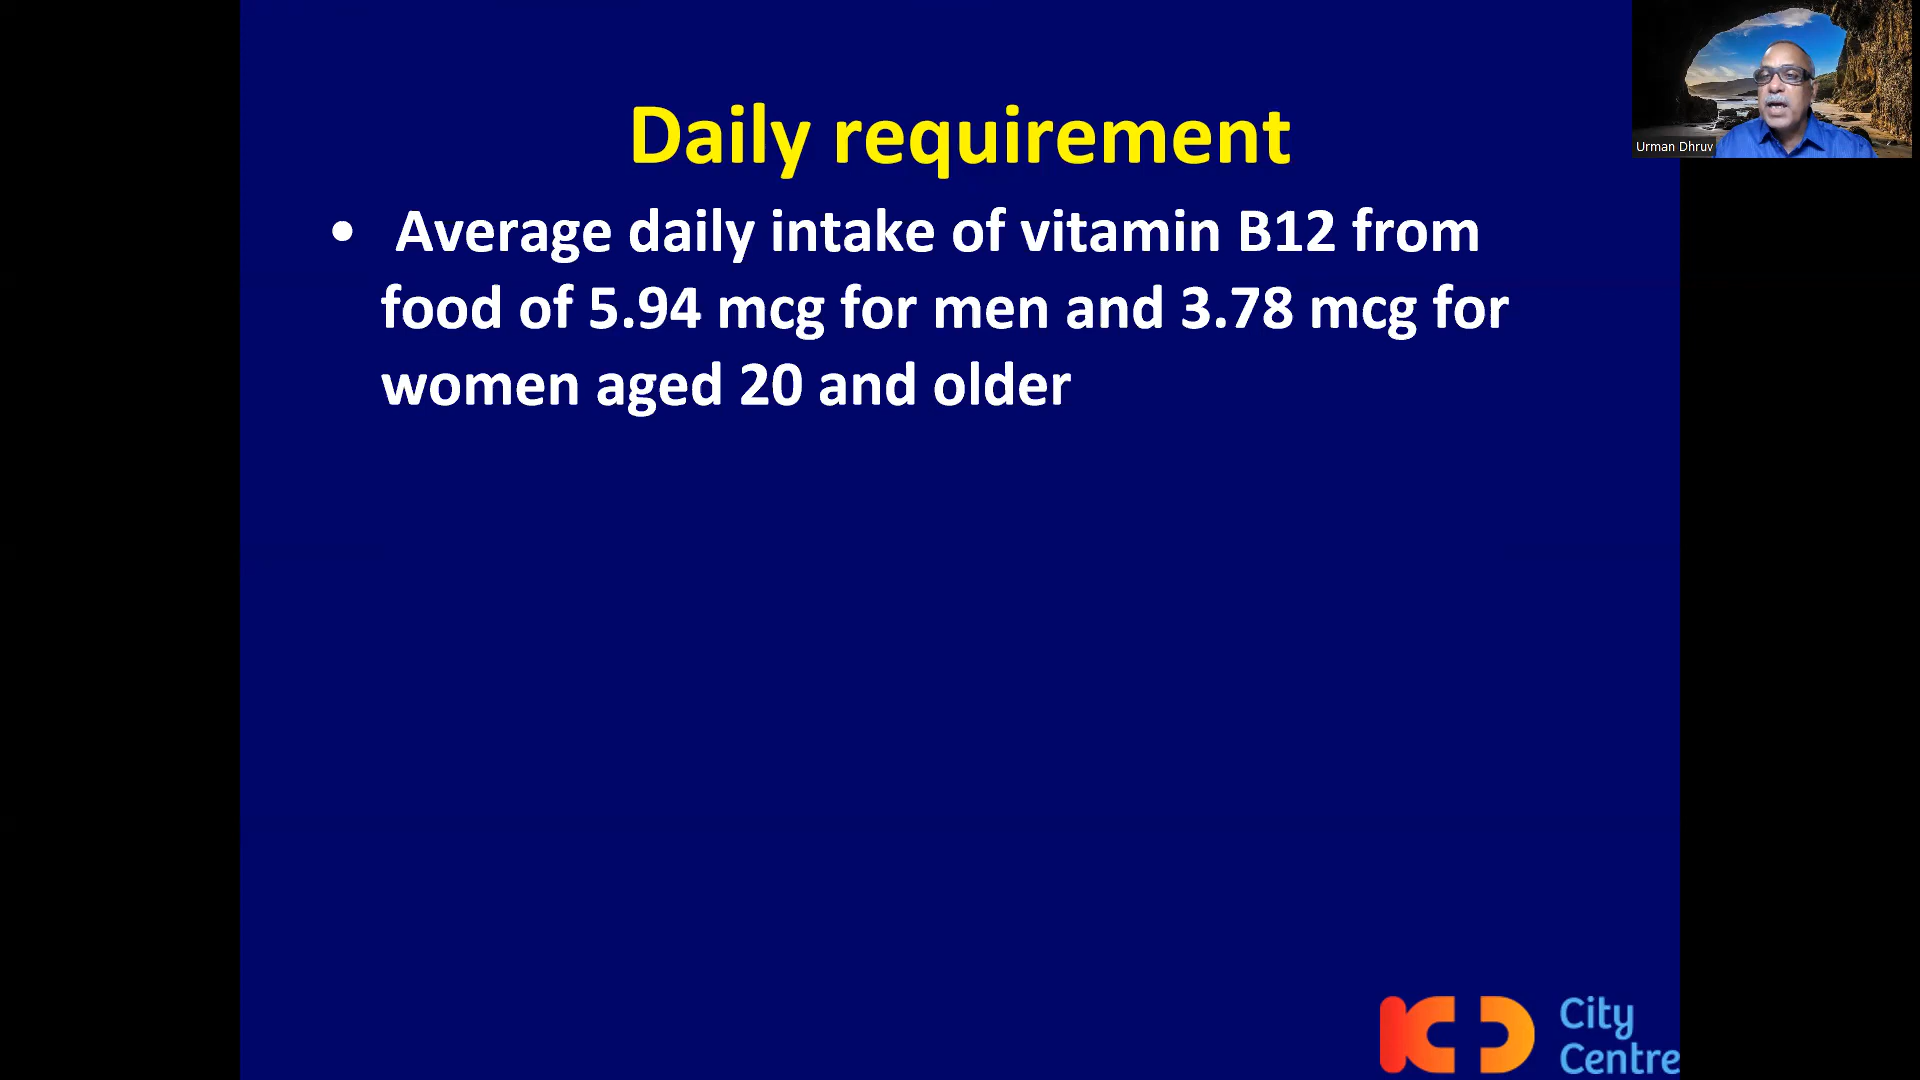 Daily requirement
• Average daily intake of vitamin B12 from
food of 5.94 mcg for men and 3.78 mcg for
women aged 20 and older
Urman Dhruv
KD City
Centre